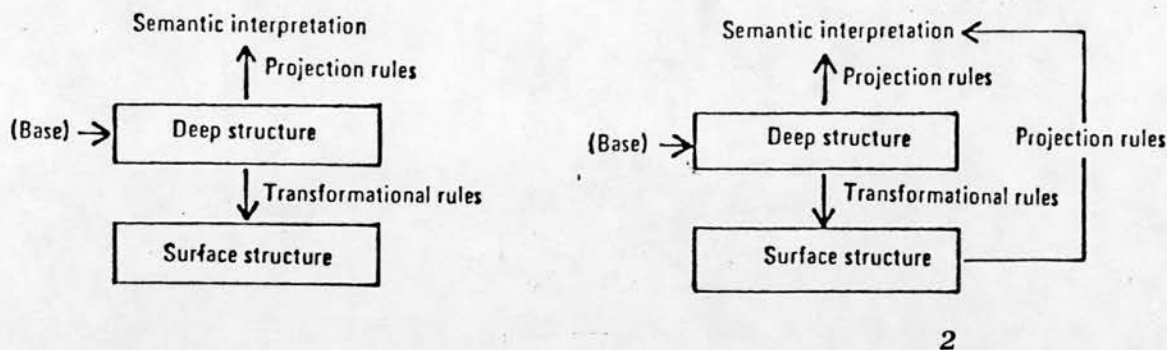 Semantic interpretation
Projection rules
(Base)
Deep structure
Transformational rules
Surface structure
Semantic interpretation
Projection rules
(Base)
Deep structure
Projection rules
Transformational rules
Surface structure
2